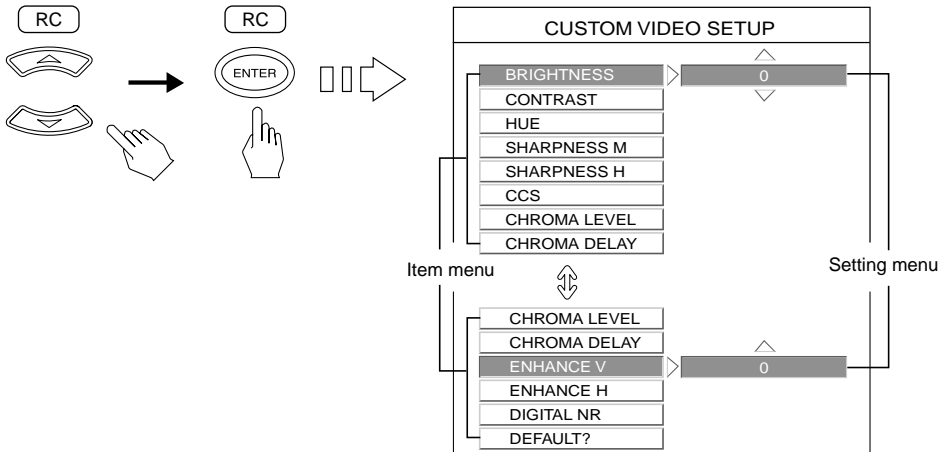 RC
RC
ENTER
CUSTOM VIDEO SETUP
BRIGHTNESS 0
CONTRAST
HUE
SHARPNESS M
SHARPNESS H
CCS
CHROMA LEVEL
CHROMA DELAY
Item menu
Setting menu
CHROMA LEVEL
CHROMA DELAY
ENHANCE V 0
ENHANCE H
DIGITAL NR
DEFAULT?